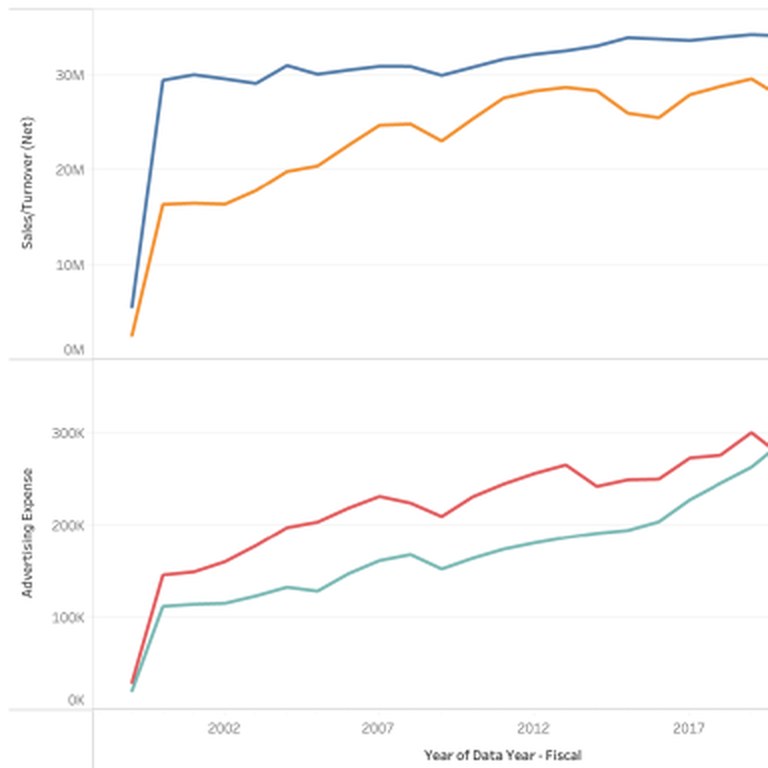 30M
20M
10M
0M
Sales/Turnover (Net)
300K
200K
100K
0K
Advertising Expense
2002 2007 2012 2017
Year of Data Year - Fiscal